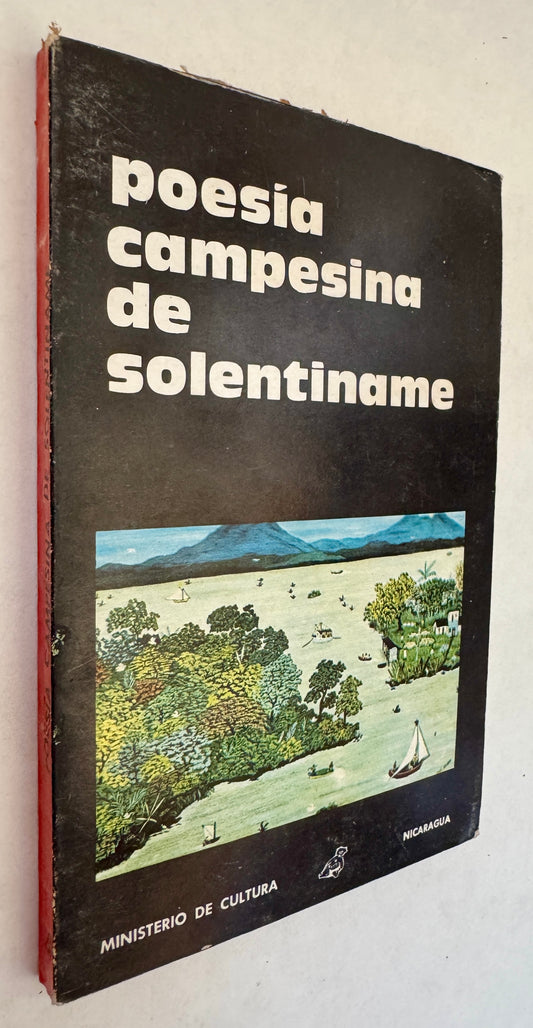 poesía
campesina
de
solentiname
MINISTERIO DE CULTURA
NICARAGUA